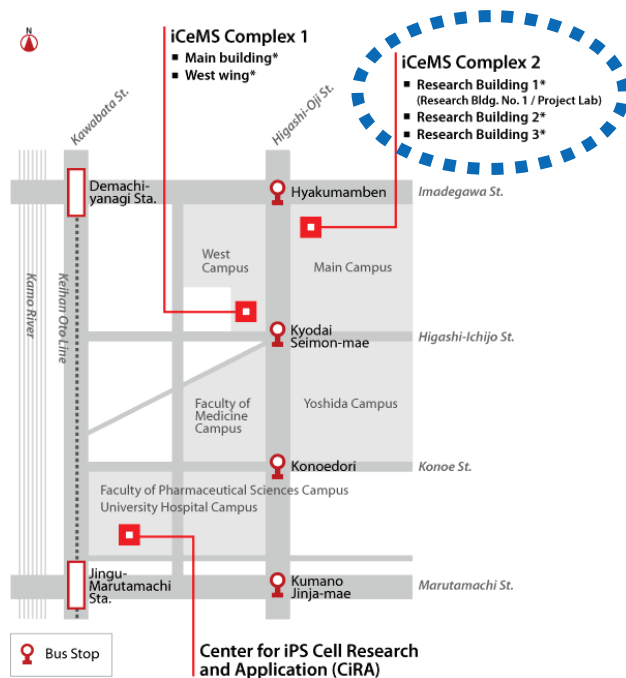 N
iCeMS Complex 1
■ Main building*
■ West wing*
iCeMS Complex 2
■ Research Building 1*
(Research Bldg. No. 1 / Project Lab)
■ Research Building 2*
■ Research Building 3*
Kawabata St.
Higashi-Oji St.
Demachi-
yanagi Sta.
Hyakumamben
Imadegawa St.
West
Campus
Main Campus
Kamo River
Keihan Oto Line
Kyodai
Seimon-mae
Higashi-Ichijo St.
Faculty of
Medicine
Campus
Yoshida Campus
Konoedori
Konoe St.
Faculty of Pharmaceutical Sciences Campus
University Hospital Campus
Jingu-
Marutamachi
Sta.
Kumano
Jinja-mae
Marutamachi St.
Bus Stop
Center for iPS Cell Research
and Application (CiRA)